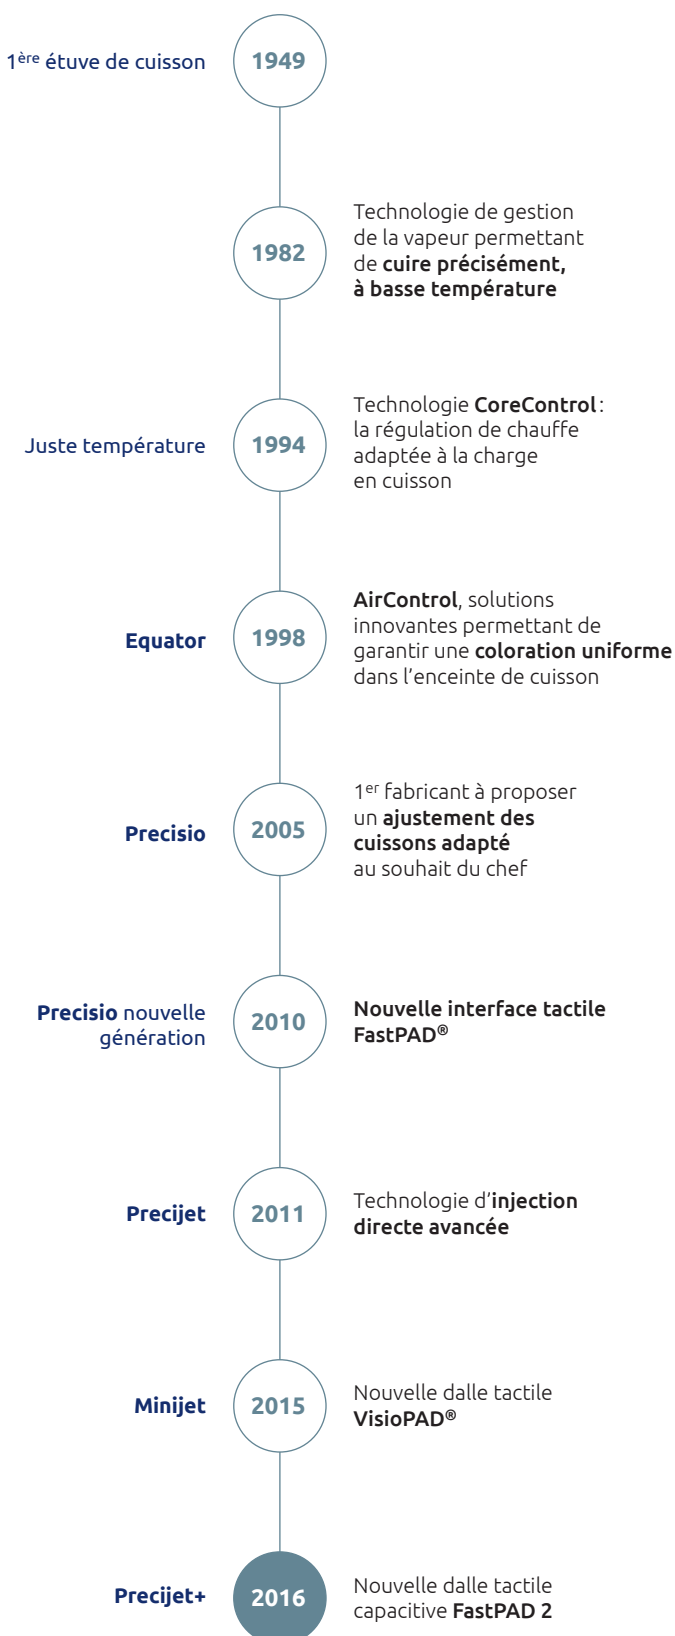 1ère étuve de cuisson
1949
1982
Technologie de gestion
de la vapeur permettant
de cuire précisément,
à basse température
Juste température
1994
Technologie CoreControl :
la régulation de chauffe
adaptée à la charge
en cuisson
Equator
1998
AirControl, solutions
innovantes permettant de
garantir une coloration uniforme
dans l’enceinte de cuisson
Precisio
2005
1er fabricant à proposer
un ajustement des
cuissons adapté
au souhait du chef
Precisio nouvelle
génération
2010
Nouvelle interface tactile
FastPAD®
Precijet
2011
Technologie d’injection
directe avancée
Minijet
2015
Nouvelle dalle tactile
VisioPAD®
Precijet+
2016
Nouvelle dalle tactile
capacitive FastPAD 2